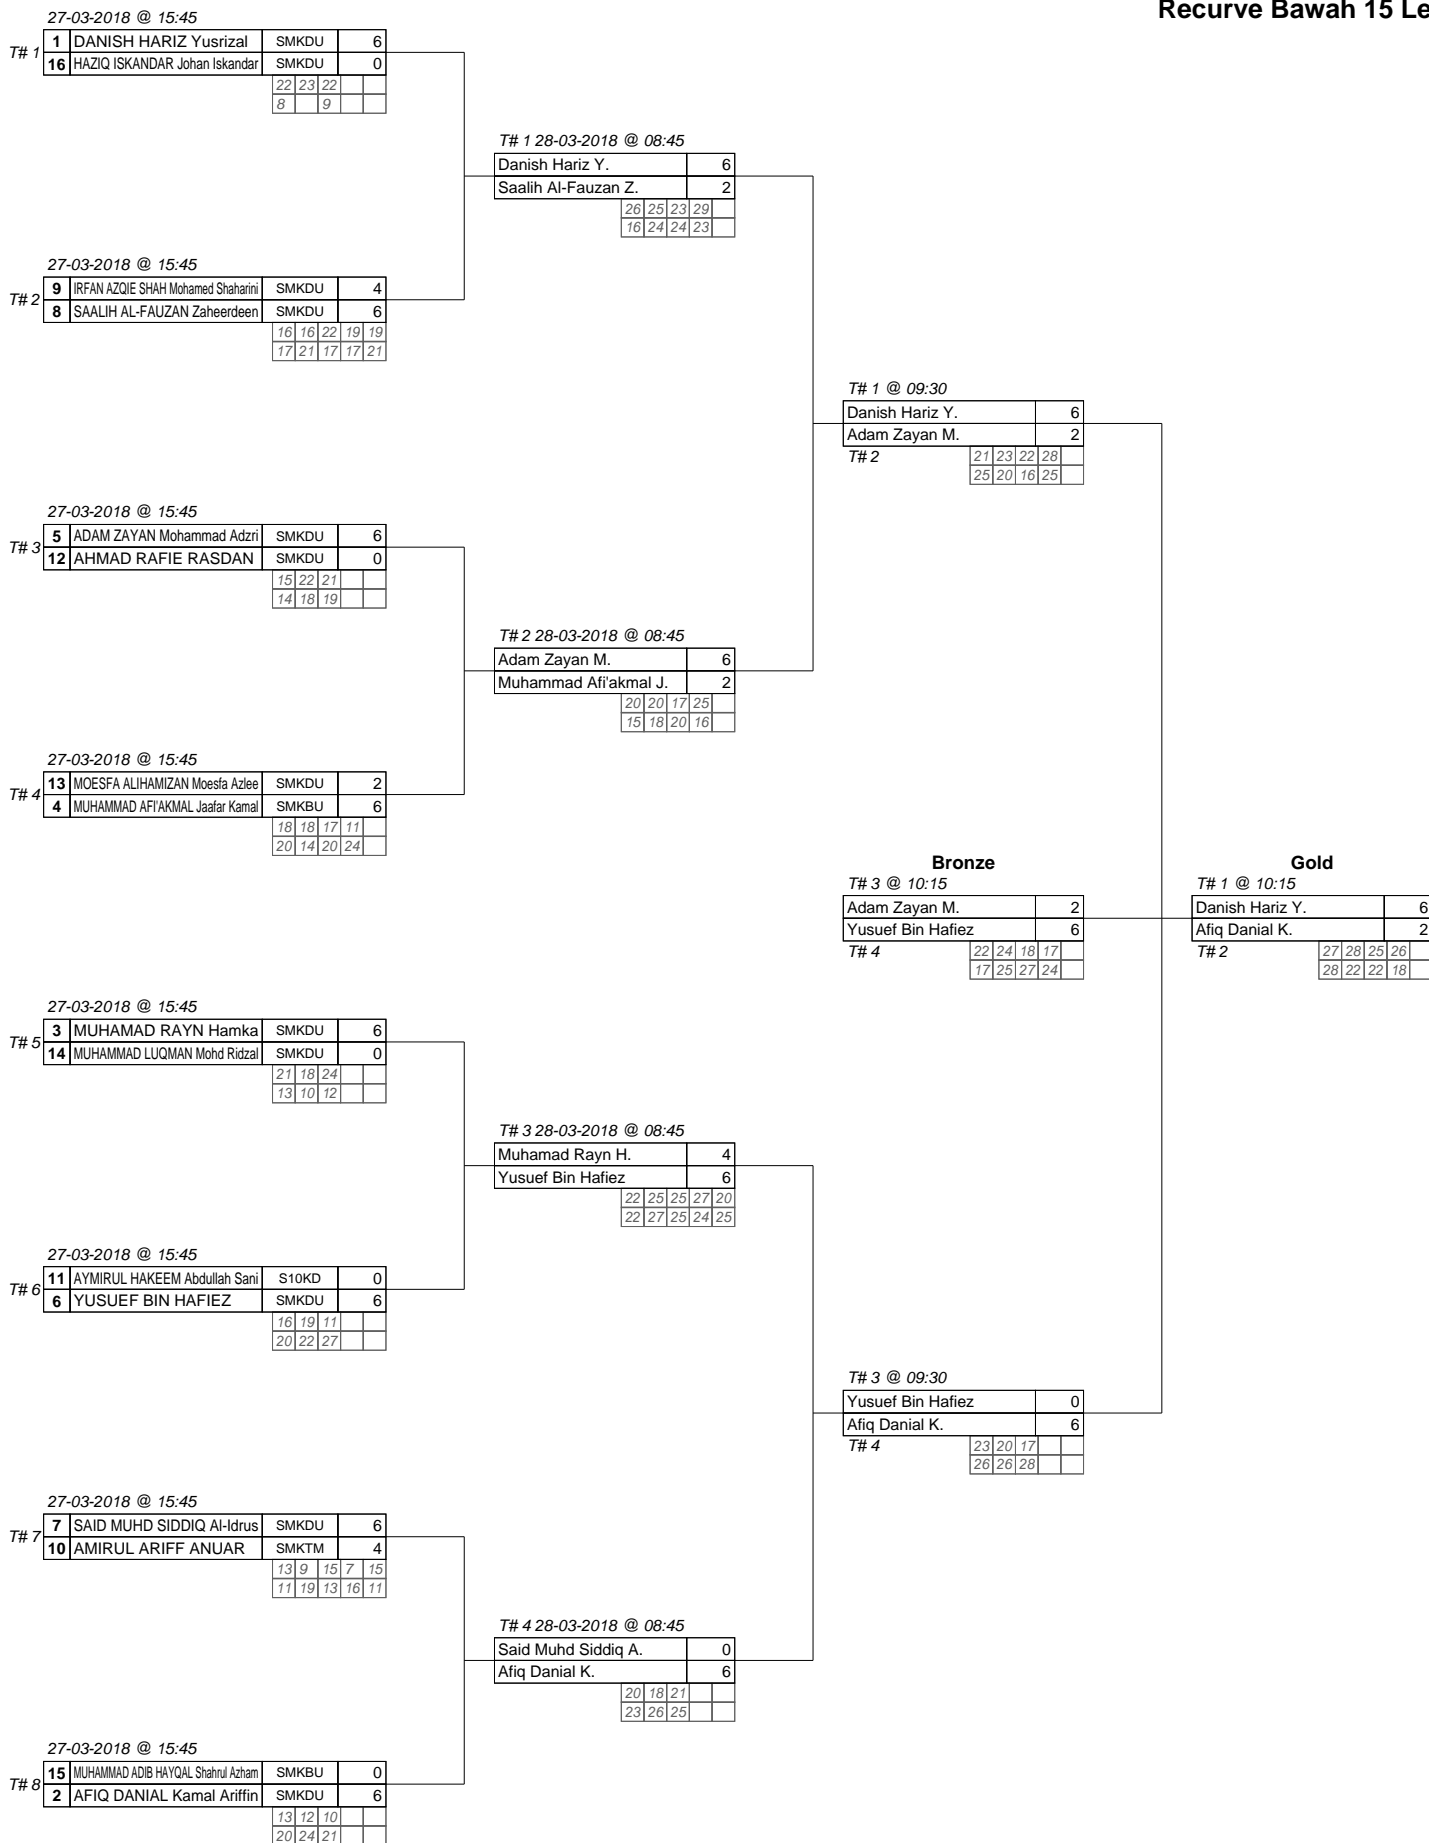 Recurve Bawah 15 Le
27-03-2018 @ 15:45
T# 1
1 DANISH HARIZ Yusrizal SMKDU 6
16 HAZIQ ISKANDAR Johan Iskandar SMKDU 0
22 23 22
8 9
T# 1 28-03-2018 @ 08:45
Danish Hariz Y. 6
Saalih Al-Fauzan Z. 2
26 25 23 29
16 24 24 23
27-03-2018 @ 15:45
T# 2
9 IRFAN AZQIE SHAH Mohamed Shaharini SMKDU 4
8 SAALIH AL-FAUZAN Zaheerdeen SMKDU 6
16 16 22 19 19
17 21 17 17 21
T# 1 @ 09:30
Danish Hariz Y. 6
Adam Zayan M. 2
T# 2
21 23 22 28
25 20 16 25
27-03-2018 @ 15:45
T# 3
5 ADAM ZAYAN Mohammad Adzri SMKDU 6
12 AHMAD RAFIE RASDAN SMKDU 0
15 22 21
14 18 19
T# 2 28-03-2018 @ 08:45
Adam Zayan M. 6
Muhammad Afi'akmal J. 2
20 20 17 25
15 18 20 16
27-03-2018 @ 15:45
T# 4
13 MOESFA ALIHAMIZAN Moesfa Azlee SMKDU 2
4 MUHAMMAD AFI'AKMAL Jaafar Kamal SMKBU 6
18 18 17 11
20 14 20 24
Bronze
T# 3 @ 10:15
Adam Zayan M. 2
Yusuef Bin Hafiez 6
T# 4
22 24 18 17
17 25 27 24
Gold
T# 1 @ 10:15
Danish Hariz Y. 6
Afiq Danial K. 2
T# 2
27 28 25 26
28 22 22 18
27-03-2018 @ 15:45
T# 5
3 MUHAMAD RAYN Hamka SMKDU 6
14 MUHAMMAD LUQMAN Mohd Ridzal SMKDU 0
21 18 24
13 10 12
T# 3 28-03-2018 @ 08:45
Muhamad Rayn H. 4
Yusuef Bin Hafiez 6
22 25 25 27 20
22 27 25 24 25
27-03-2018 @ 15:45
T# 6
11 AYMIRUL HAKEEM Abdullah Sani S10KD 0
6 YUSUEF BIN HAFIEZ SMKDU 6
16 19 11
20 22 27
T# 3 @ 09:30
Yusuef Bin Hafiez 0
Afiq Danial K. 6
T# 4
23 20 17
26 26 28
27-03-2018 @ 15:45
T# 7
7 SAID MUHD SIDDIQ Al-Idrus SMKDU 6
10 AMIRUL ARIFF ANUAR SMKTM 4
13 9 15 7 15
11 19 13 16 11
T# 4 28-03-2018 @ 08:45
Said Muhd Siddiq A. 0
Afiq Danial K. 6
20 18 21
23 26 25
27-03-2018 @ 15:45
T# 8
15 MUHAMMAD ADIB HAYQAL Shahrul Azham SMKBU 0
2 AFIQ DANIAL Kamal Ariffin SMKDU 6
13 12 10
20 24 21